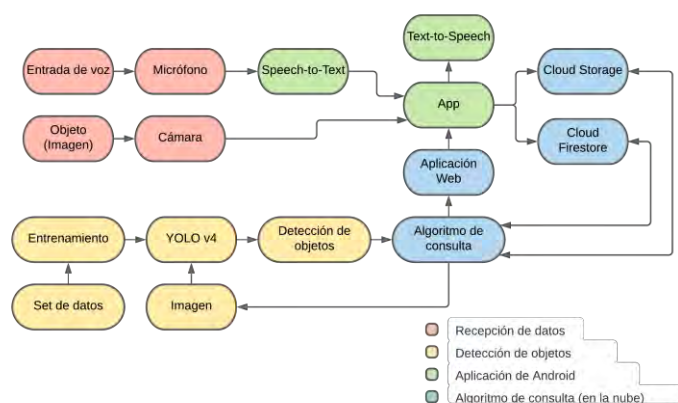 Text-to-Speech
Entrada de voz
Micrófono
Speech-to-Text
Cloud Storage
App
Objeto
(Imagen)
Cámara
Cloud
Firestore
Aplicación
Web
Entrenamiento
YOLO v4
Detección de
objetos
Algoritmo de
consulta
Set de datos
Imagen
Recepción de datos
Detección de objetos
Aplicación de Android
Algoritmo de consulta (en la nube)